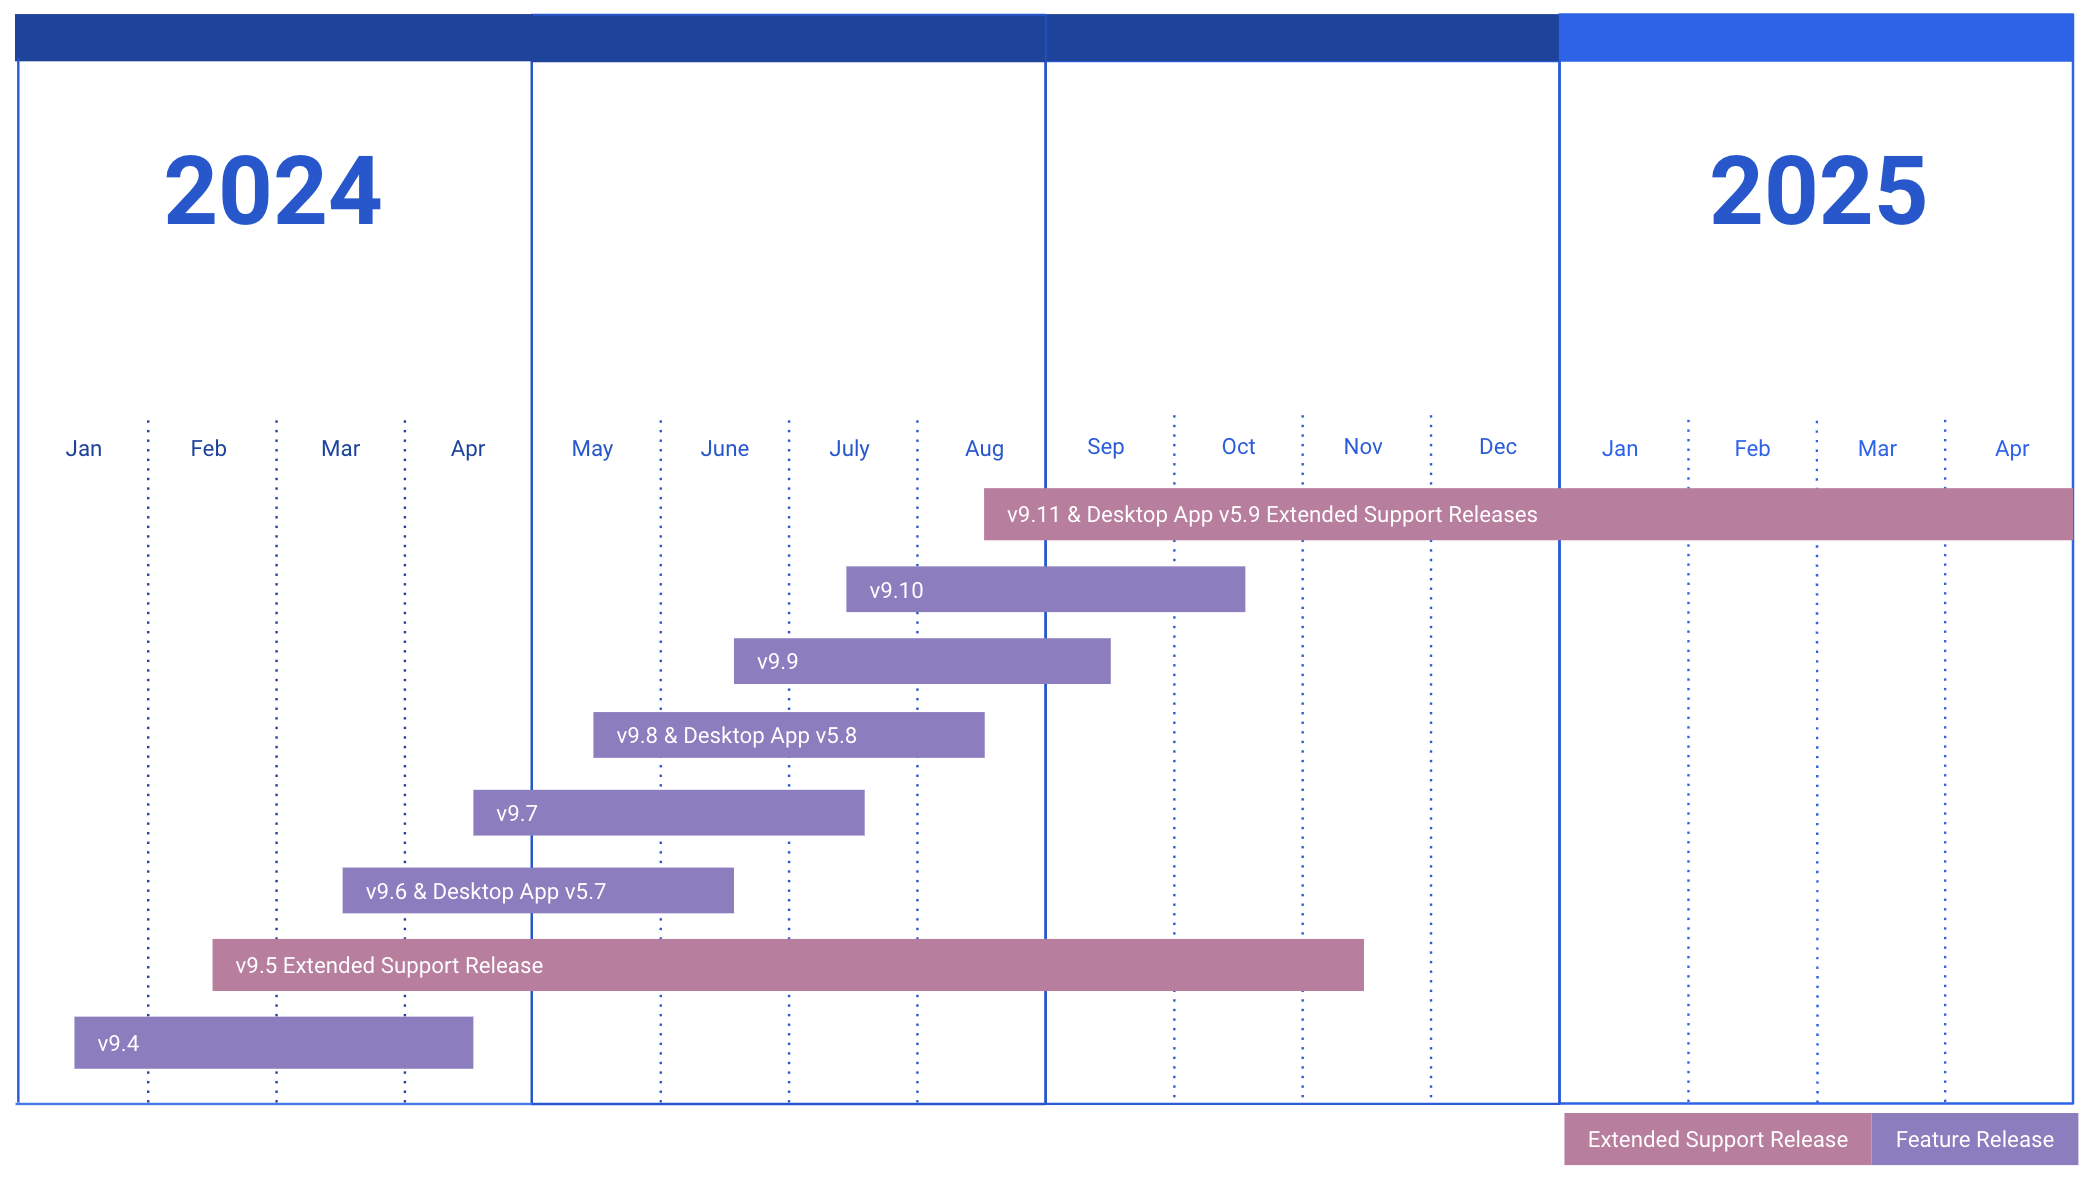 2024
2025
Jan
Feb
Mar
Apr
May
June
July
Aug
Sep
Oct
Nov
Dec
Jan
Feb
Mar
Apr
v9.11 & Desktop App v5.9 Extended Support Releases
v9.10
v9.9
v9.8 & Desktop App v5.8
v9.7
v9.6 & Desktop App v5.7
v9.5 Extended Support Release
v9.4
Extended Support Release
Feature Release